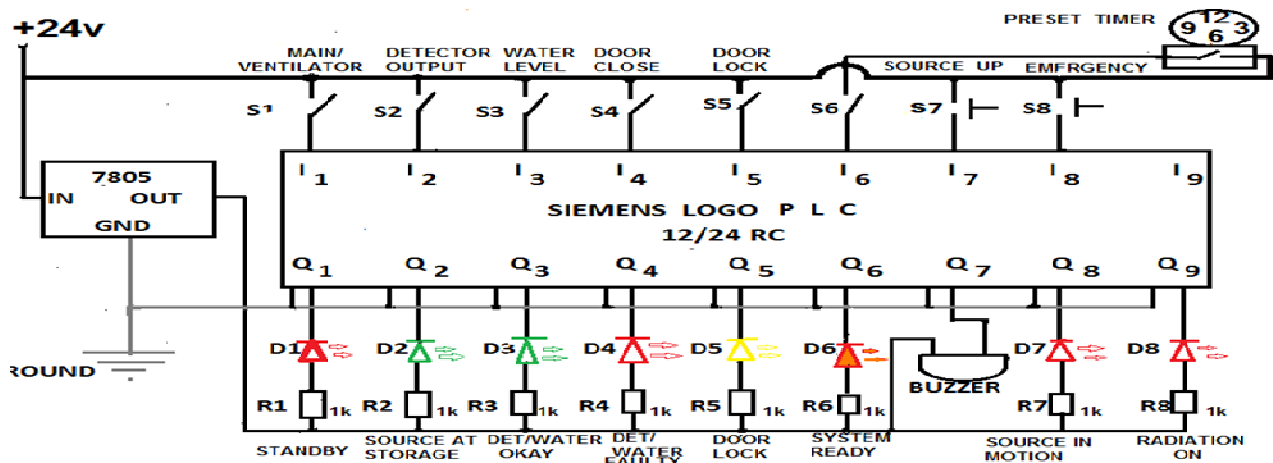 +24v
PRESET TIMER
12
9 3
6
MAIN/ VENTILATOR
DETECTOR OUTPUT
WATER LEVEL
DOOR CLOSE
DOOR LOCK
SOURCE UP
EMFRGENCY
S1 S2 S3 S4 S5 S6 S7 S8
7805
IN OUT
GND
I1 I2 I3 I4 I5 I6 I7 I8 I9
SIEMENS LOGO P L C
12/24 RC
Q1 Q2 Q3 Q4 Q5 Q6 Q7 Q8 Q9
D1 D2 D3 D4 D5 D6 D7 D8
ROUND
BUZZER
R1 1k R2 1k R3 1k R4 1k R5 1k R6 1k R7 1k R8 1k
STANDBY
SOURCE AT STORAGE
DET/WATER OKAY
DET/ WATER FAULTY
DOOR LOCK
SYSTEM READY
SOURCE IN MOTION
RADIATION ON